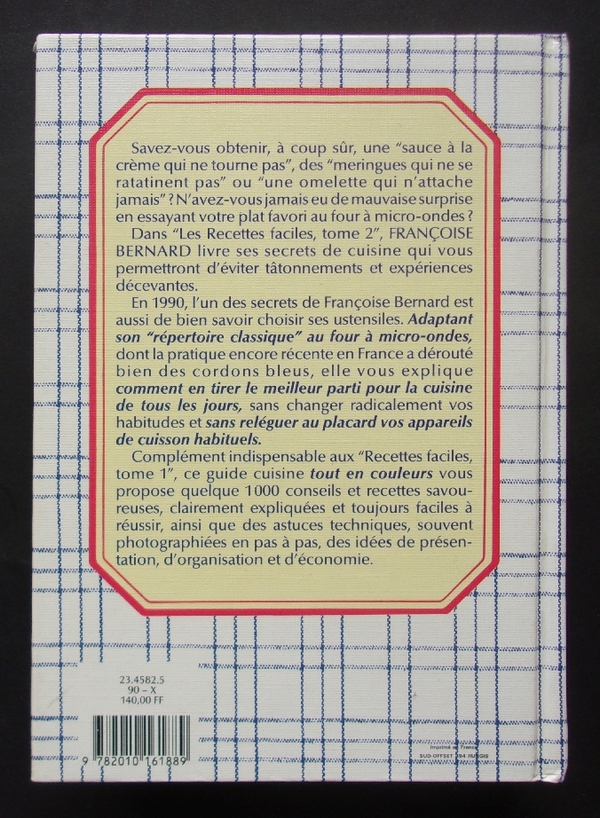 Savez-vous obtenir, à coup sûr, une “sauce à la
crème qui ne tourne pas”, des “meringues qui ne se
ratatinent pas” ou “une omelette qui n’attache
jamais” ? N’avez-vous jamais eu de mauvaise surprise
en essayant votre plat favori au four à micro-ondes ?
Dans “Les Recettes faciles, tome 2”, FRANÇOISE
BERNARD livre ses secrets de cuisine qui vous
permettront d’éviter tâtonnements et expériences
décevantes.
En 1990, l’un des secrets de Françoise Bernard est
aussi de bien savoir choisir ses ustensiles. Adaptant
son “répertoire classique” au four à micro-ondes,
dont la pratique encore récente en France a dérouté
bien des cordons bleus, elle vous explique
comment en tirer le meilleur parti pour la cuisine
de tous les jours, sans changer radicalement vos
habitudes et sans reléguer au placard vos appareils
de cuisson habituels.
Complément indispensable aux “Recettes faciles,
tome 1”, ce guide cuisine tout en couleurs vous
propose quelque 1000 conseils et recettes savou-
reuses, clairement expliquées et toujours faciles à
réussir, ainsi que des astuces techniques, souvent
photographiées en pas à pas, des idées de présen-
tation, d’organisation et d’économie.
23.4582.5
90 – X
140,00 FF
9 782010 161889
Imprimé en France
SUD-OFFSET 94 RUNGIS